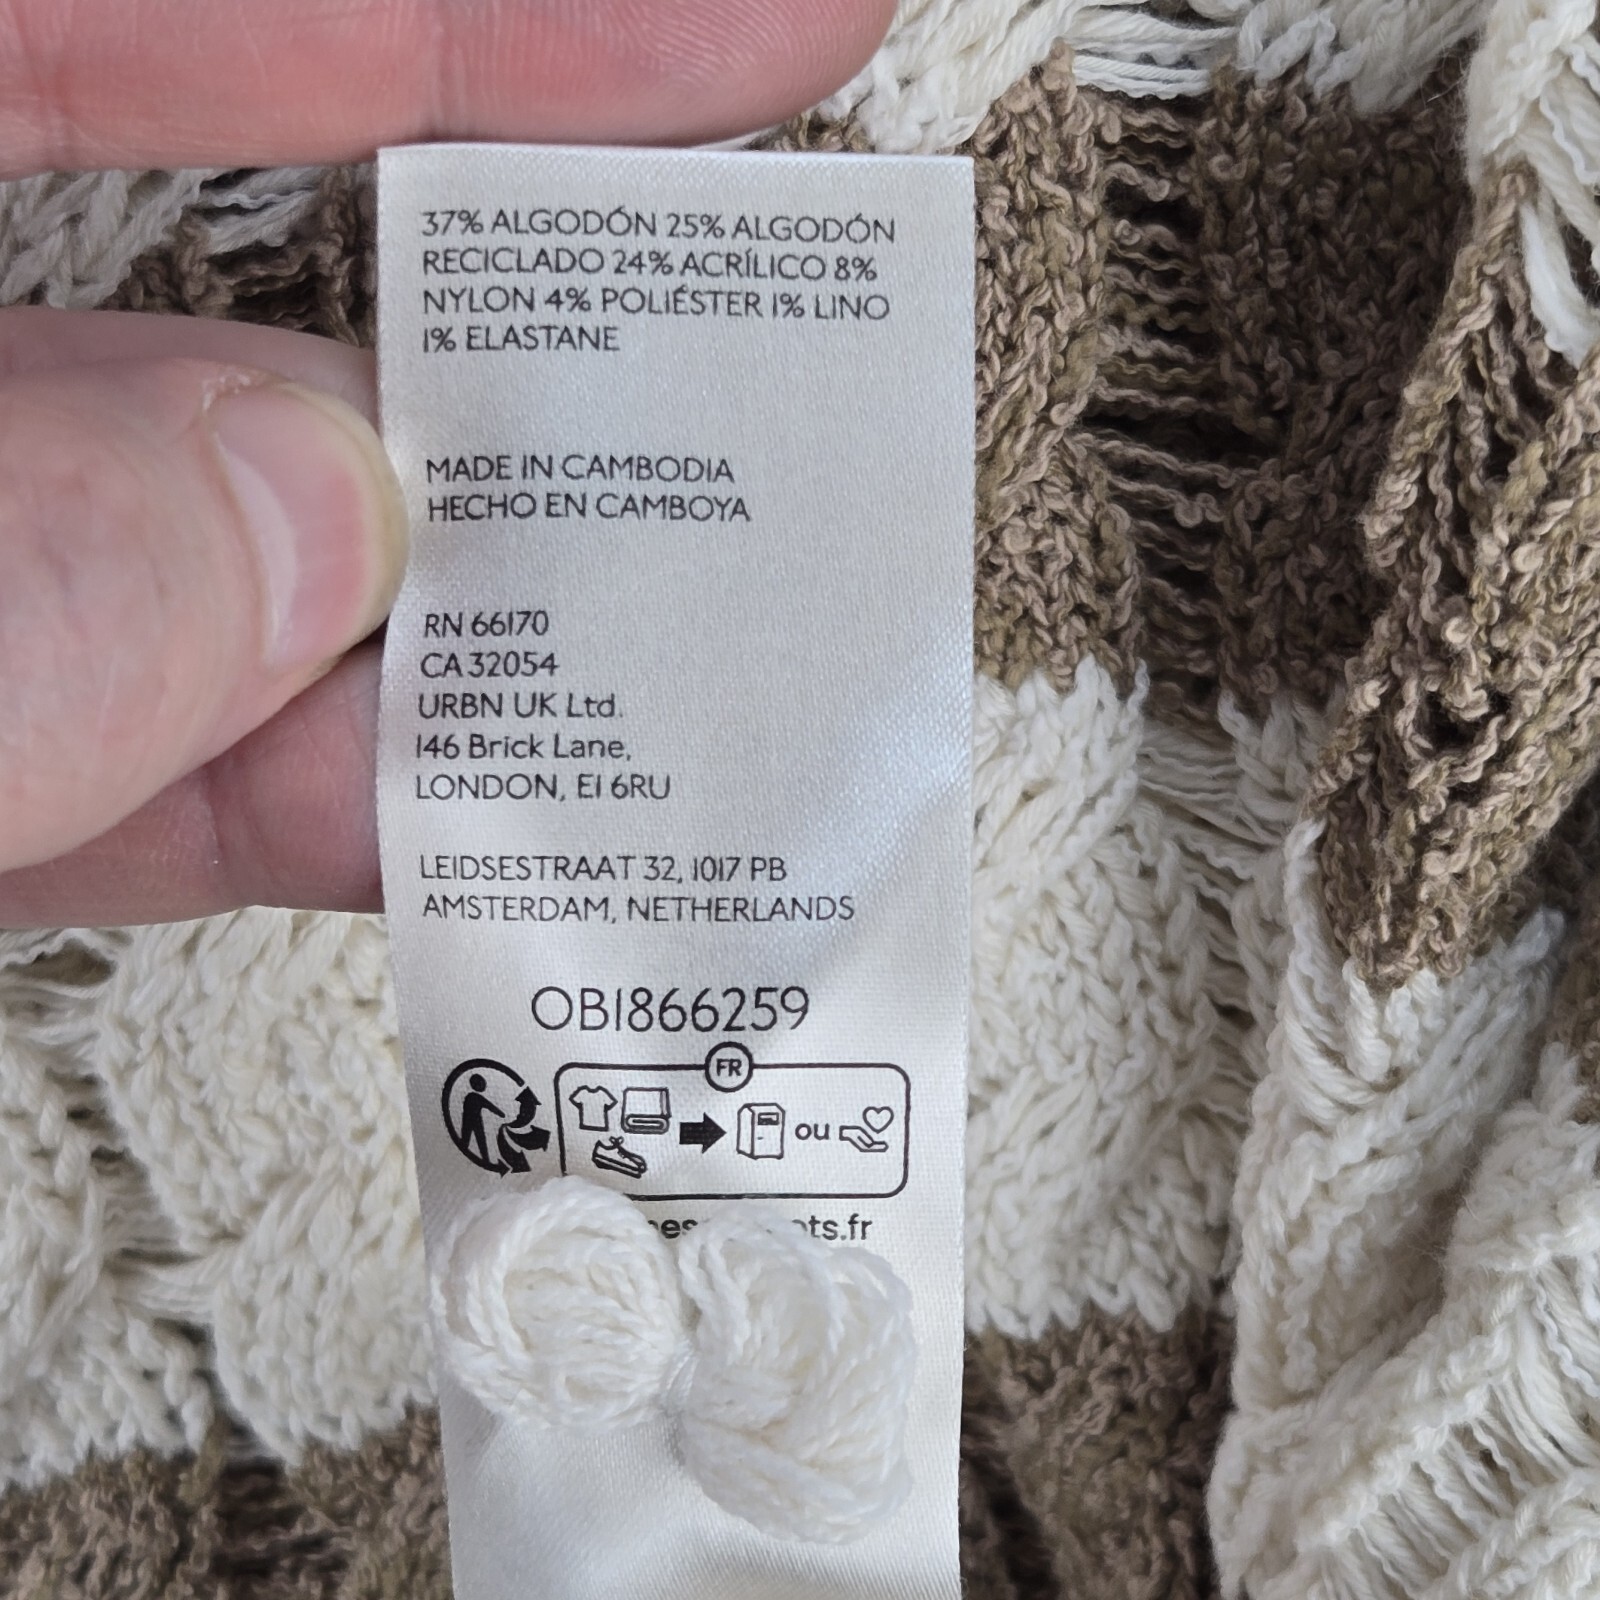 37% ALGODÓN 25% ALGODÓN
RECICLADO 24% ACRÍLICO 8%
NYLON 4% POLIÉSTER 1% LINO
1% ELASTANE
MADE IN CAMBODIA
HECHO EN CAMBOYA
RN 66170
CA 32054
URBN UK Ltd.
146 Brick Lane,
LONDON, E1 6RU
LEIDSESTRAAT 32, 1017 PB
AMSTERDAM, NETHERLANDS
OB1866259
FR
ou